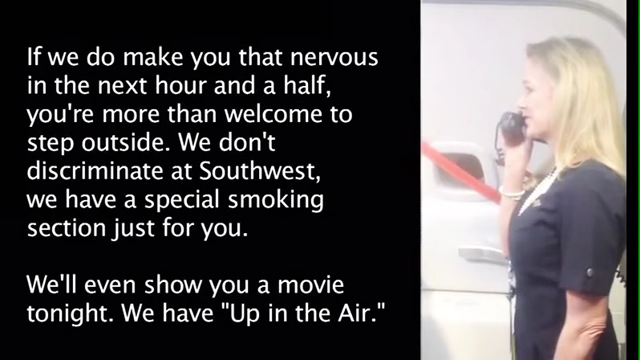 If we do make you that nervous
in the next hour and a half,
you're more than welcome to
step outside. We don't
discriminate at Southwest,
we have a special smoking
section just for you.
We'll even show you a movie
tonight. We have "Up in the Air."